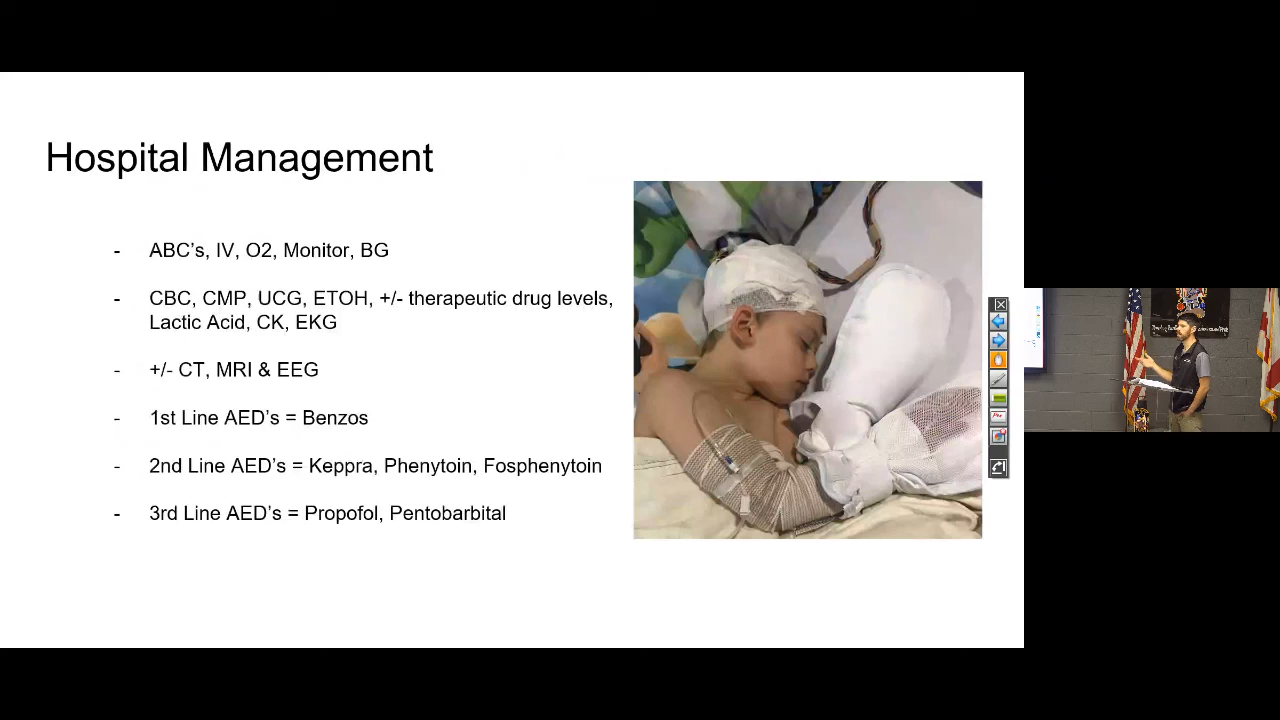 Hospital Management
- ABC's, IV, O2, Monitor, BG
- CBC, CMP, UCG, ETOH, +/- therapeutic drug levels,
Lactic Acid, CK, EKG
- +/- CT, MRI & EEG
- 1st Line AED's = Benzos
- 2nd Line AED's = Keppra, Phenytoin, Fosphenytoin
- 3rd Line AED's = Propofol, Pentobarbital